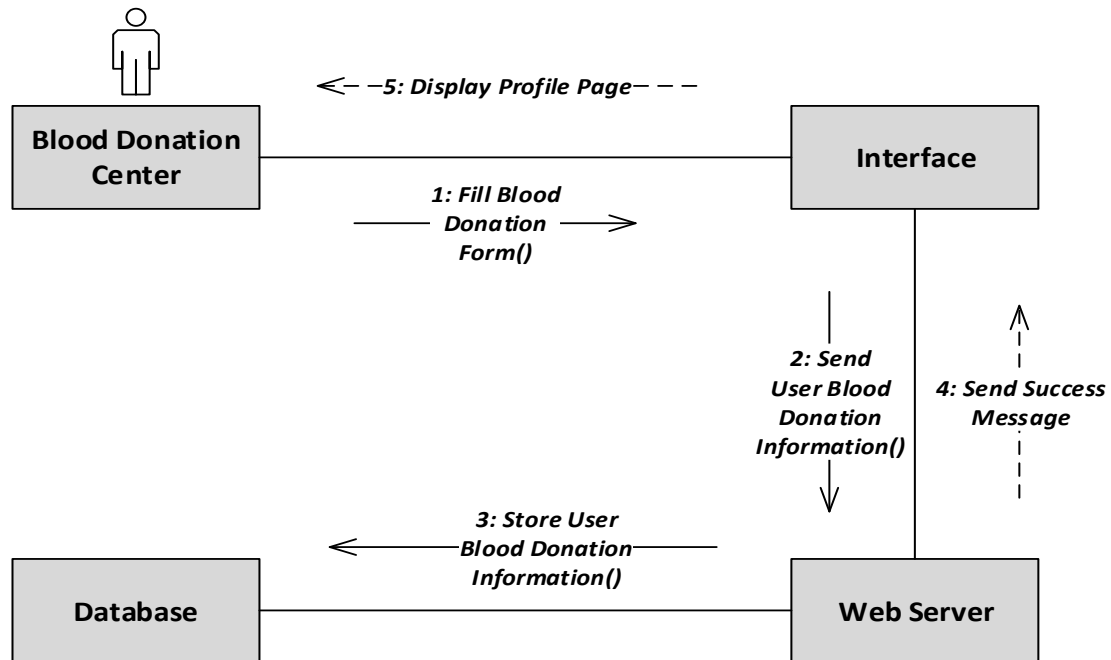 5: Display Profile Page
Blood Donation
Center
Interface
1: Fill Blood
Donation
Form()
2: Send
User Blood
Donation
Information()
4: Send Success
Message
3: Store User
Blood Donation
Information()
Database
Web Server